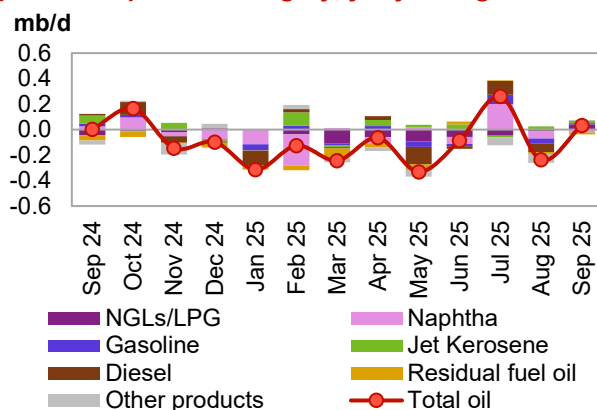 mb/d
0.6
0.4
0.2
0.0
-0.2
-0.4
-0.6
Sep 24
Oct 24
Nov 24
Dec 24
Jan 25
Feb 25
Mar 25
Apr 25
May 25
Jun 25
Jul 25
Aug 25
Sep 25
NGLs/LPG
Naphtha
Gasoline
Jet Kerosene
Diesel
Residual fuel oil
Other products
Total oil